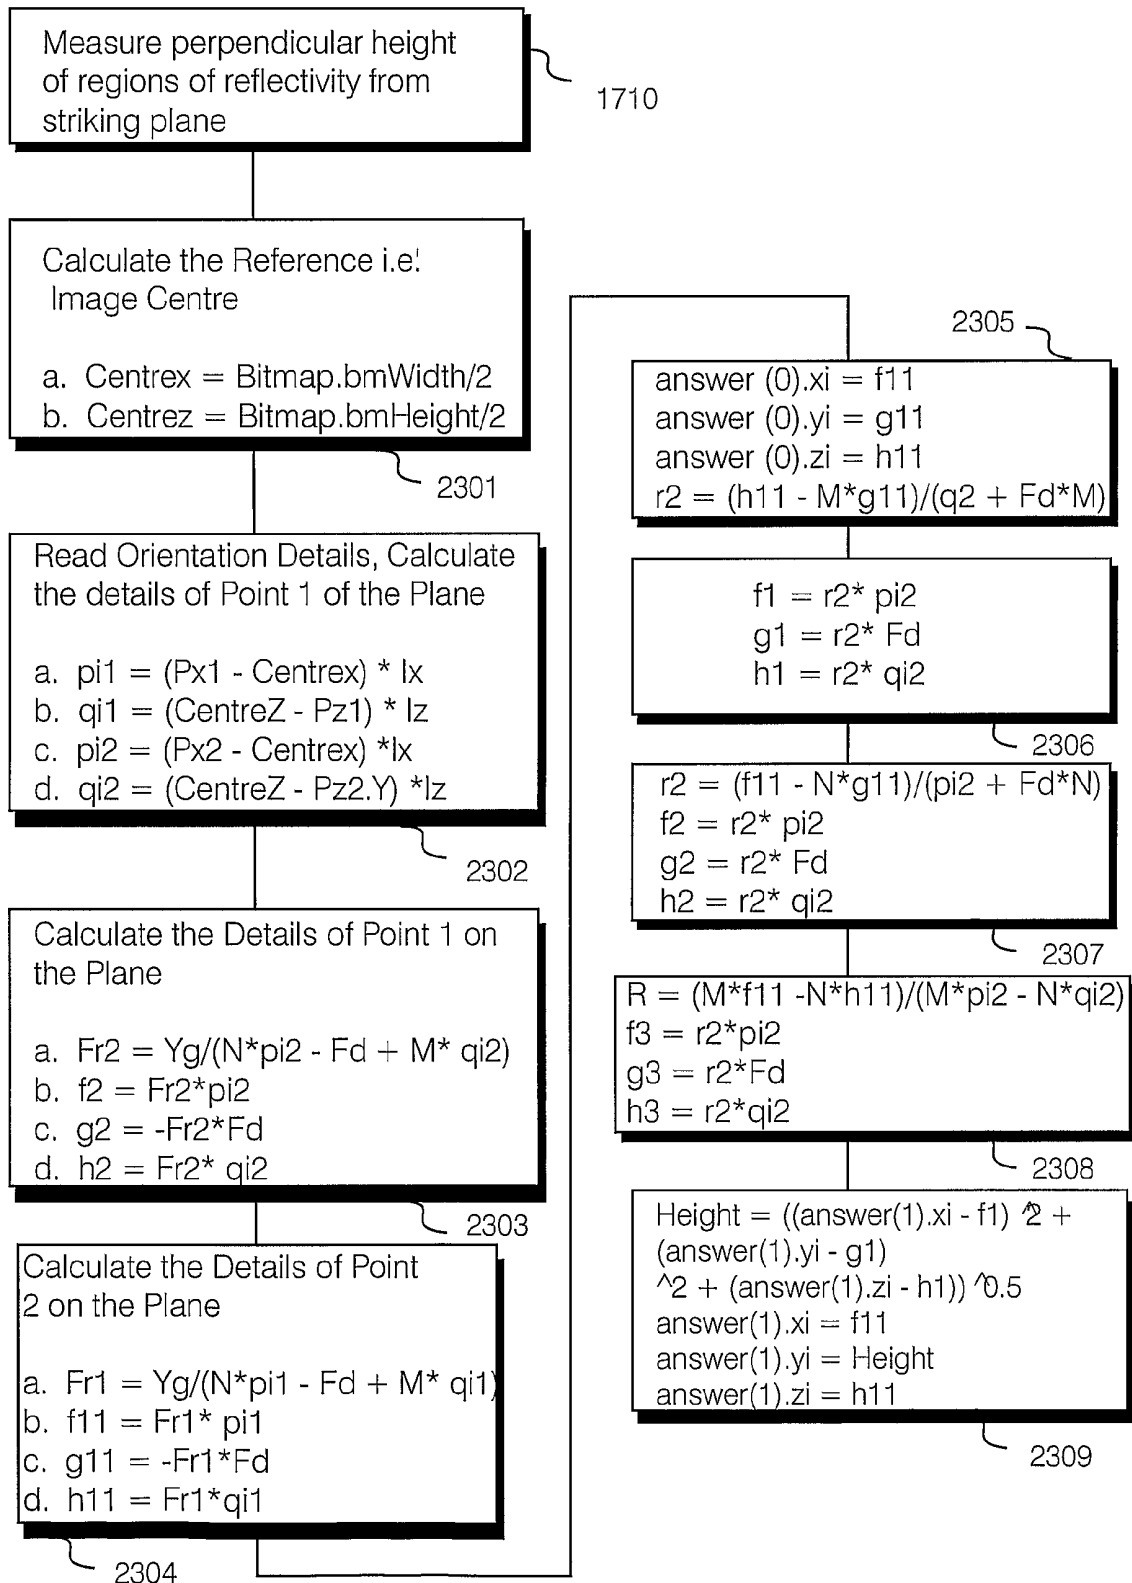 Measure perpendicular height
of regions of reflectivity from
striking plane
1710
Calculate the Reference i.e!
Image Centre
a. Centrex = Bitmap.bmWidth/2
b. Centrez = Bitmap.bmHeight/2
2301
Read Orientation Details, Calculate
the details of Point 1 of the Plane
a. pi1 = (Px1 - Centrex) * Ix
b. qi1 = (CentreZ - Pz1) * Iz
c. pi2 = (Px2 - Centrex) *Ix
d. qi2 = (CentreZ - Pz2.Y) *Iz
2302
Calculate the Details of Point 1 on
the Plane
a. Fr2 = Yg/(N*pi2 - Fd + M* qi2)
b. f2 = Fr2*pi2
c. g2 = -Fr2*Fd
d. h2 = Fr2* qi2
2303
Calculate the Details of Point
2 on the Plane
a. Fr1 = Yg/(N*pi1 - Fd + M* qi1)
b. f11 = Fr1* pi1
c. g11 = -Fr1*Fd
d. h11 = Fr1*qi1
2304
2305
answer (0).xi = f11
answer (0).yi = g11
answer (0).zi = h11
r2 = (h11 - M*g11)/(q2 + Fd*M)
f1 = r2* pi2
g1 = r2* Fd
h1 = r2* qi2
2306
r2 = (f11 - N*g11)/(pi2 + Fd*N)
f2 = r2* pi2
g2 = r2* Fd
h2 = r2* qi2
2307
R = (M*f11 -N*h11)/(M*pi2 - N*qi2)
f3 = r2*pi2
g3 = r2*Fd
h3 = r2*qi2
2308
Height = ((answer(1).xi - f1) ^2 +
(answer(1).yi - g1)
^2 + (answer(1).zi - h1)) ^0.5
answer(1).xi = f11
answer(1).yi = Height
answer(1).zi = h11
2309